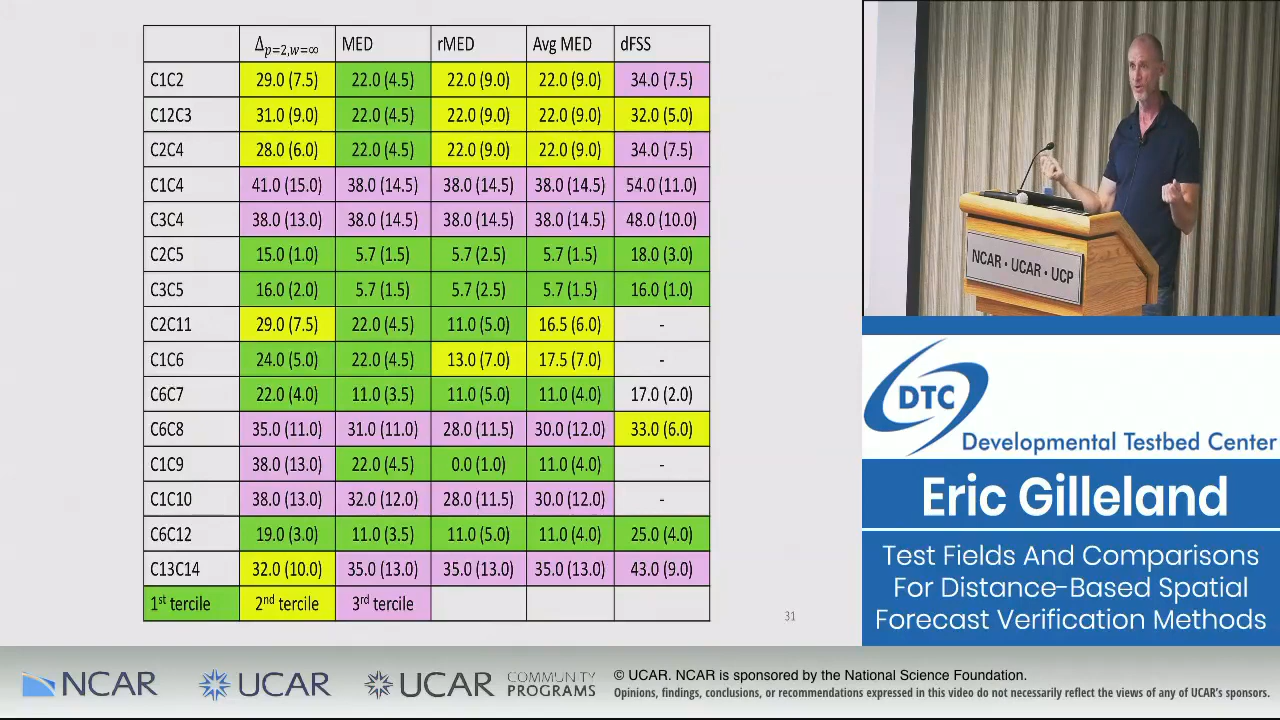 Δp=2,w=∞ MED rMED Avg MED dFSS
C1C2 29.0 (7.5) 22.0 (4.5) 22.0 (9.0) 22.0 (9.0) 34.0 (7.5)
C12C3 31.0 (9.0) 22.0 (4.5) 22.0 (9.0) 22.0 (9.0) 32.0 (5.0)
C2C4 28.0 (6.0) 22.0 (4.5) 22.0 (9.0) 22.0 (9.0) 34.0 (7.5)
C1C4 41.0 (15.0) 38.0 (14.5) 38.0 (14.5) 38.0 (14.5) 54.0 (11.0)
C3C4 38.0 (13.0) 38.0 (14.5) 38.0 (14.5) 38.0 (14.5) 48.0 (10.0)
C2C5 15.0 (1.0) 5.7 (1.5) 5.7 (2.5) 5.7 (1.5) 18.0 (3.0)
C3C5 16.0 (2.0) 5.7 (1.5) 5.7 (2.5) 5.7 (1.5) 16.0 (1.0)
C2C11 29.0 (7.5) 22.0 (4.5) 11.0 (5.0) 16.5 (6.0) -
C1C6 24.0 (5.0) 22.0 (4.5) 13.0 (7.0) 17.5 (7.0) -
C6C7 22.0 (4.0) 11.0 (3.5) 11.0 (5.0) 11.0 (4.0) 17.0 (2.0)
C6C8 35.0 (11.0) 31.0 (11.0) 28.0 (11.5) 30.0 (12.0) 33.0 (6.0)
C1C9 38.0 (13.0) 22.0 (4.5) 0.0 (1.0) 11.0 (4.0) -
C1C10 38.0 (13.0) 32.0 (12.0) 28.0 (11.5) 30.0 (12.0) -
C6C12 19.0 (3.0) 11.0 (3.5) 11.0 (5.0) 11.0 (4.0) 25.0 (4.0)
C13C14 32.0 (10.0) 35.0 (13.0) 35.0 (13.0) 35.0 (13.0) 43.0 (9.0)
1st tercile 2nd tercile 3rd tercile
31
NCAR • UCAR • UCP
DTC
Developmental Testbed Center
Eric Gilleland
Test Fields And Comparisons
For Distance-Based Spatial
Forecast Verification Methods
NCAR
UCAR
UCAR
COMMUNITY
PROGRAMS
© UCAR. NCAR is sponsored by the National Science Foundation.
Opinions, findings, conclusions, or recommendations expressed in this video do not necessarily reflect the views of any of UCAR's sponsors.